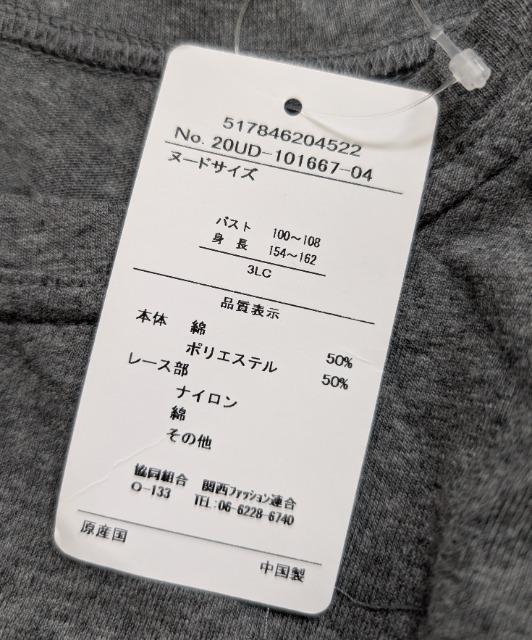 517846204522
No. 20UD-101667-04
ヌードサイズ
バスト 100～108
身長 154～162
3LC
品質表示
本体 綿 50%
ポリエステル 50%
レース部
ナイロン
綿
その他
協同組合 関西ファッション連合
O-133 TEL:06-6228-6740
原産国
中国製